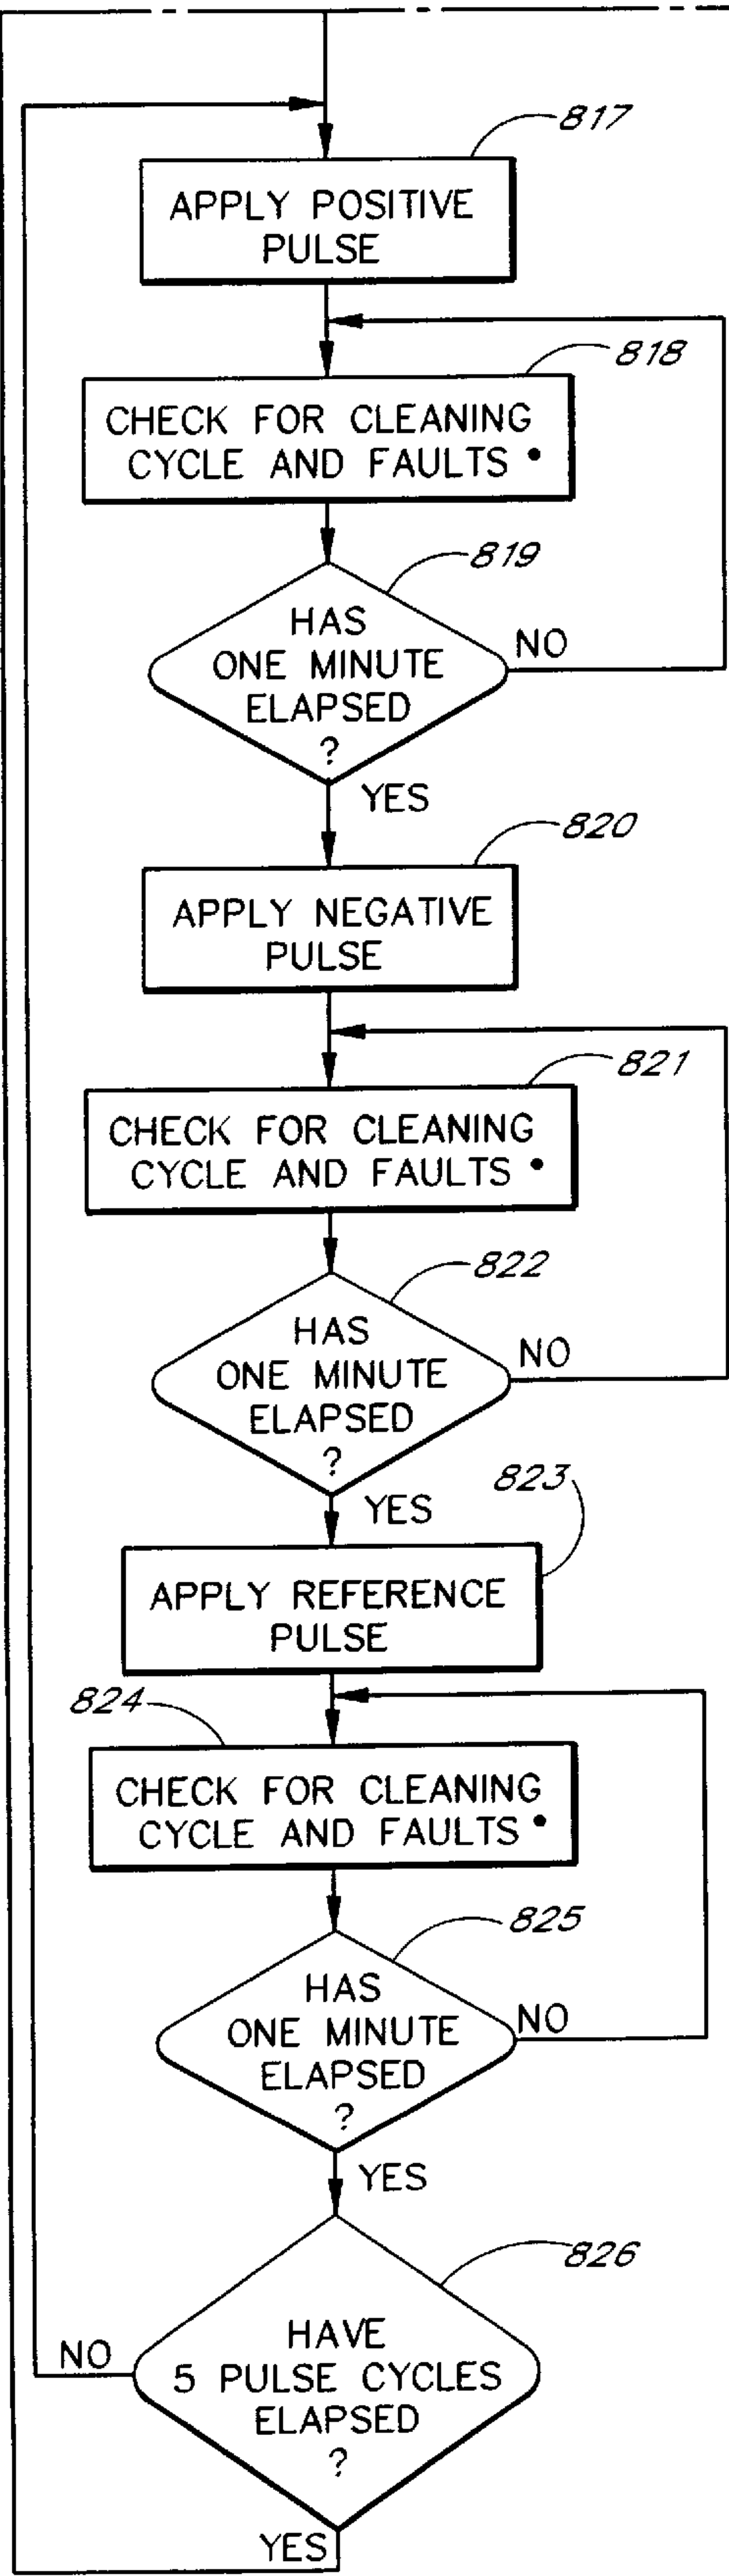 817
APPLY POSITIVE
PULSE
818
CHECK FOR CLEANING
CYCLE AND FAULTS •
819
HAS
ONE MINUTE
ELAPSED
?
NO
YES
820
APPLY NEGATIVE
PULSE
821
CHECK FOR CLEANING
CYCLE AND FAULTS •
822
HAS
ONE MINUTE
ELAPSED
?
NO
YES
823
APPLY REFERENCE
PULSE
824
CHECK FOR CLEANING
CYCLE AND FAULTS •
825
HAS
ONE MINUTE
ELAPSED
?
NO
YES
826
HAVE
5 PULSE CYCLES
ELAPSED
?
NO
YES